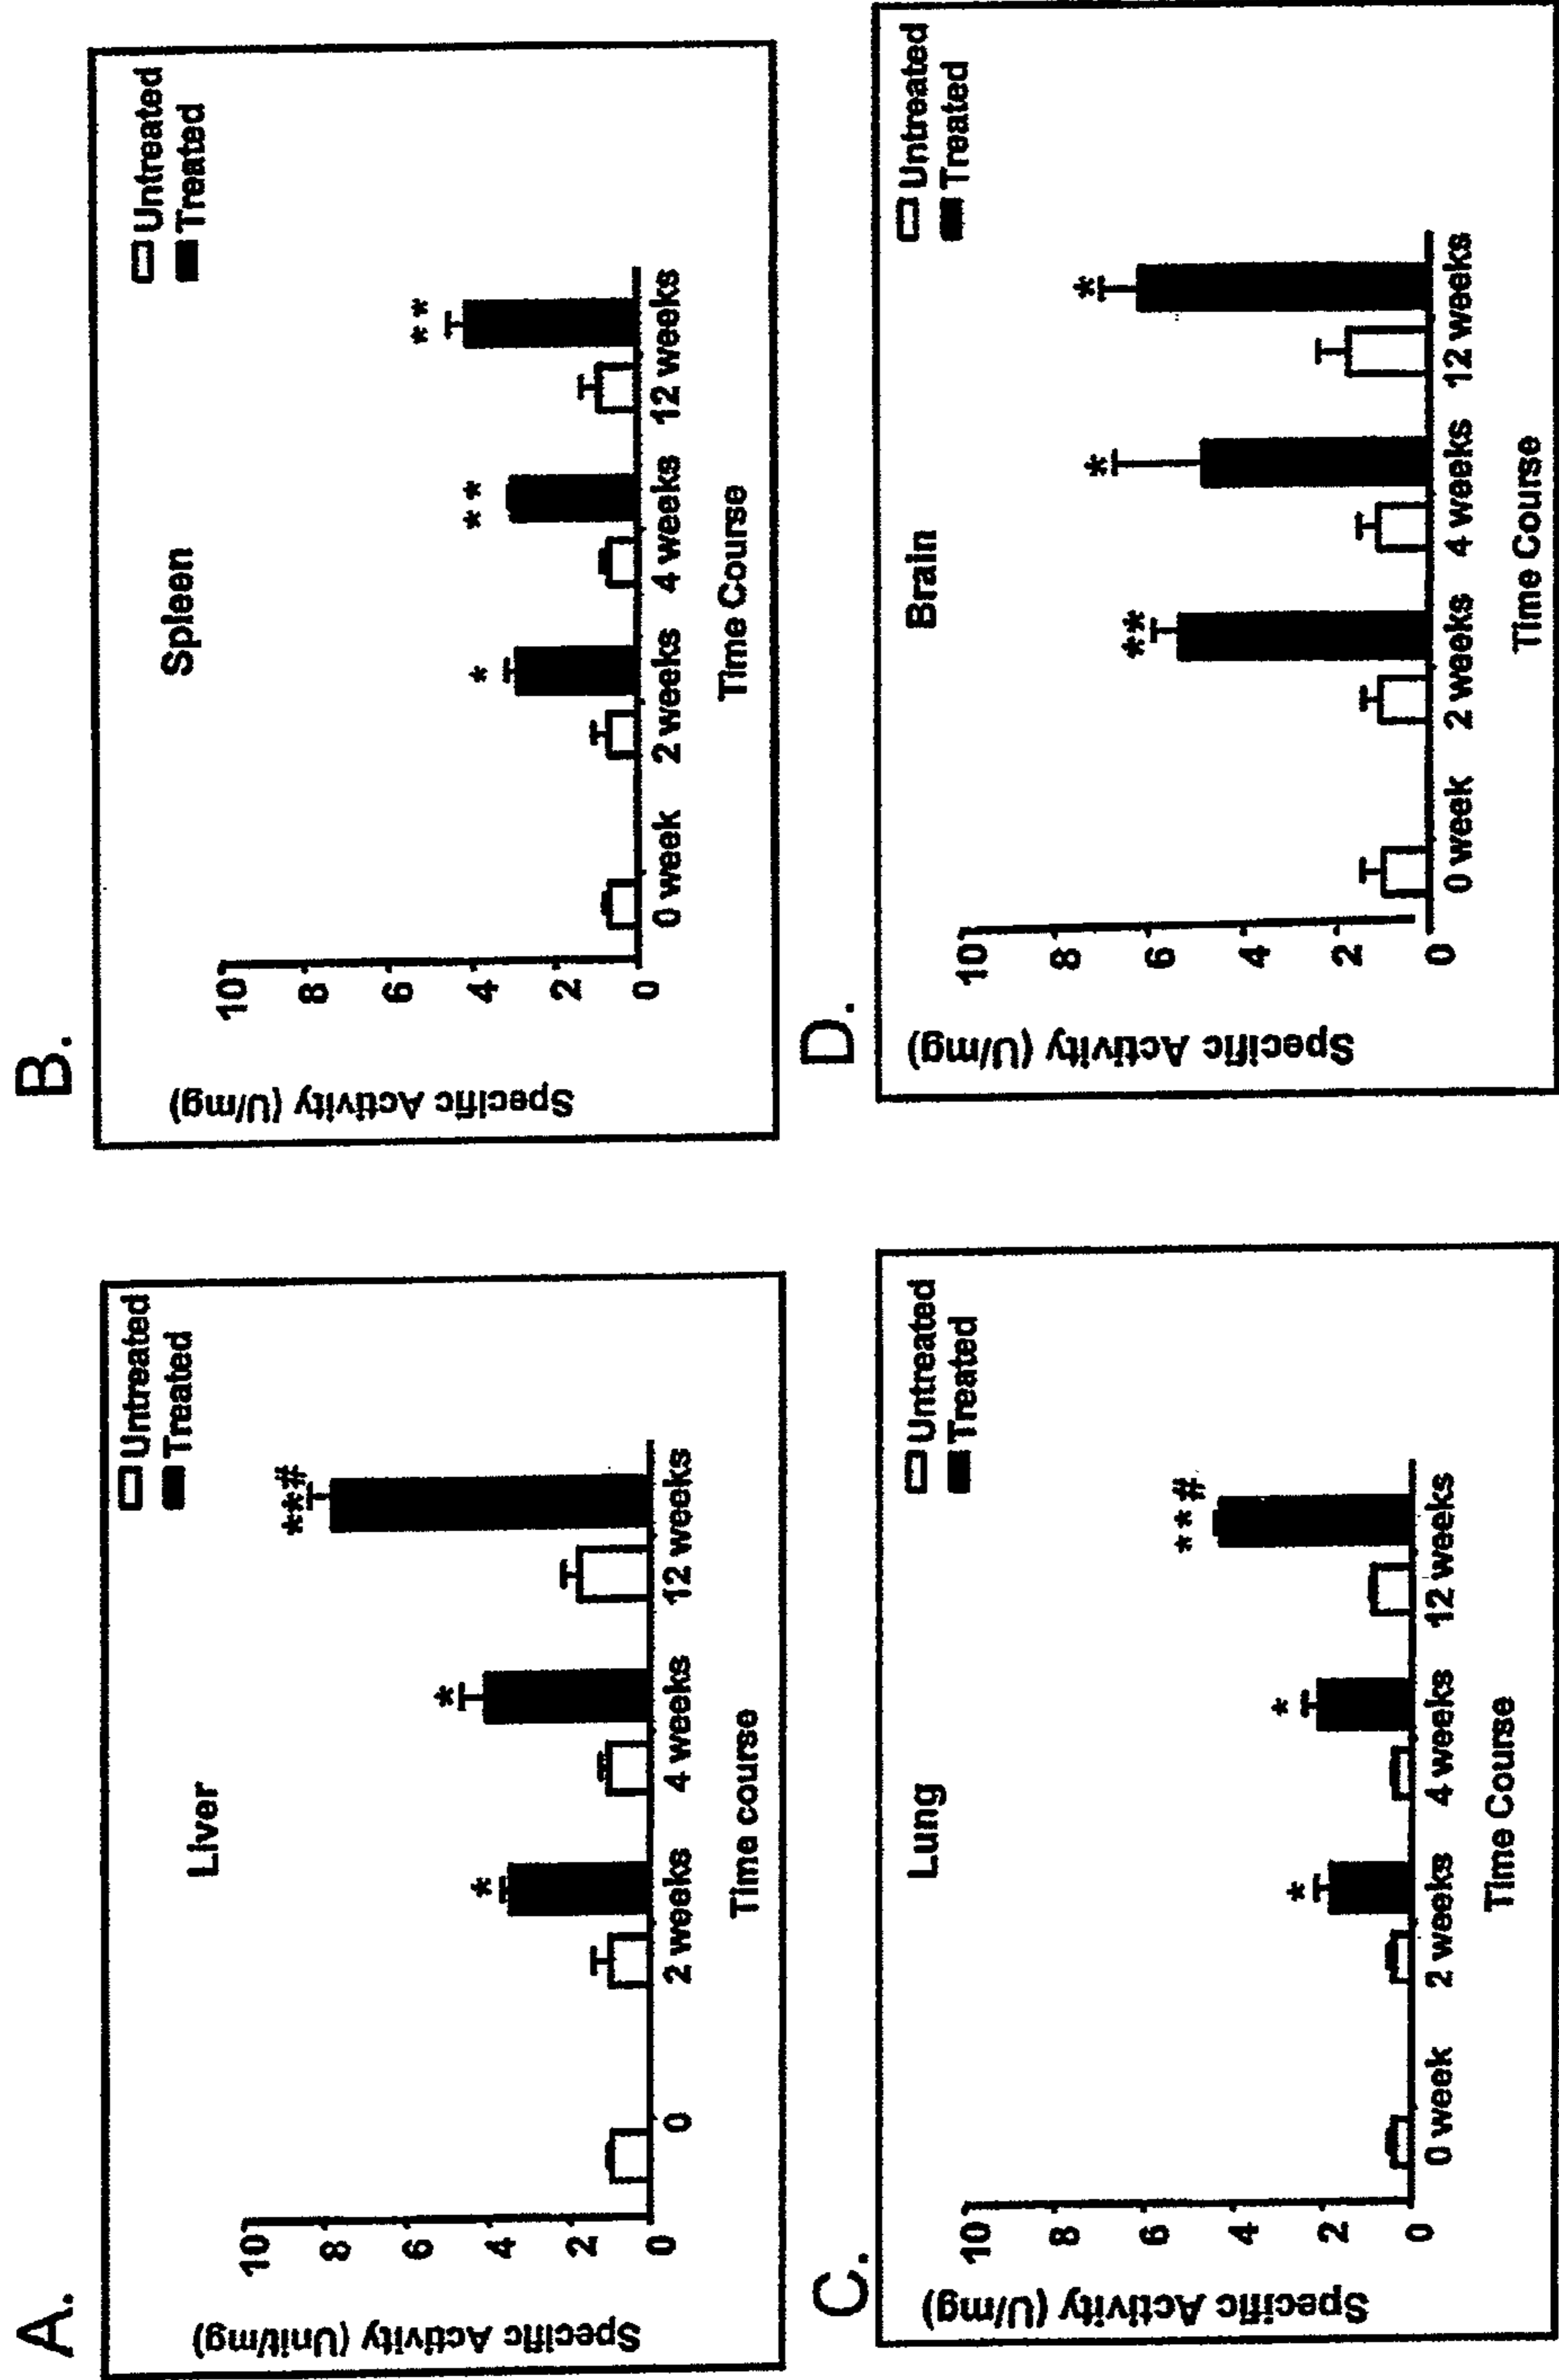 A.
Liver
Untreated
Treated
Specific Activity (Unit/mg)
10
8
6
4
2
0
*
*
**#
0
2 weeks
4 weeks
12 weeks
Time course
B.
Spleen
Untreated
Treated
Specific Activity (U/mg)
10
8
6
4
2
0
*
**
**
0 week
2 weeks
4 weeks
12 weeks
Time Course
C.
Lung
Untreated
Treated
Specific Activity (U/mg)
10
8
6
4
2
0
*
*
**#
0 week
2 weeks
4 weeks
12 weeks
Time Course
D.
Brain
Untreated
Treated
Specific Activity (U/mg)
10
8
6
4
2
0
**
*
*
0 week
2 weeks
4 weeks
12 weeks
Time Course